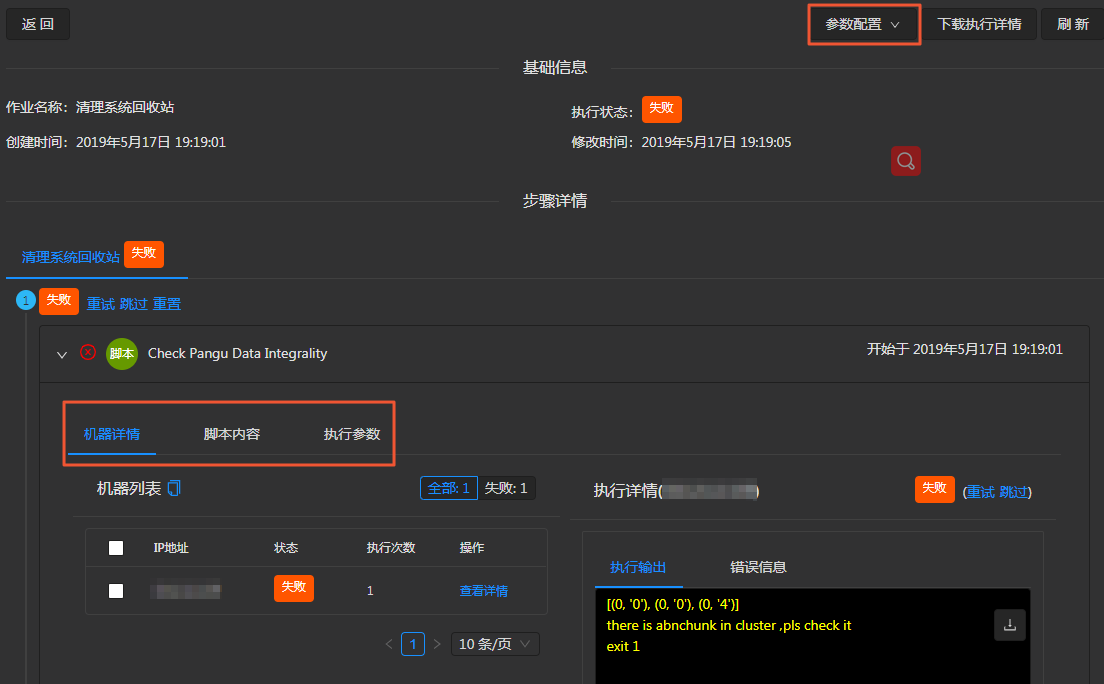 返 回
参数配置
下载执行详情
刷 新
基础信息
作业名称: 清理系统回收站
执行状态: 失败
创建时间: 2019年5月17日 19:19:01
修改时间: 2019年5月17日 19:19:05
步骤详情
清理系统回收站 失败
1 失败 重试 跳过 重置
脚本 Check Pangu Data Integrality
开始于 2019年5月17日 19:19:01
机器详情 脚本内容 执行参数
机器列表
全部: 1 失败: 1
执行详情( )
失败 (重试 跳过)
IP地址 状态 执行次数 操作
失败 1 查看详情
1 10 条/页
执行输出 错误信息
[(0, '0'), (0, '0'), (0, '4')]
there is abnchunk in cluster ,pls check it
exit 1